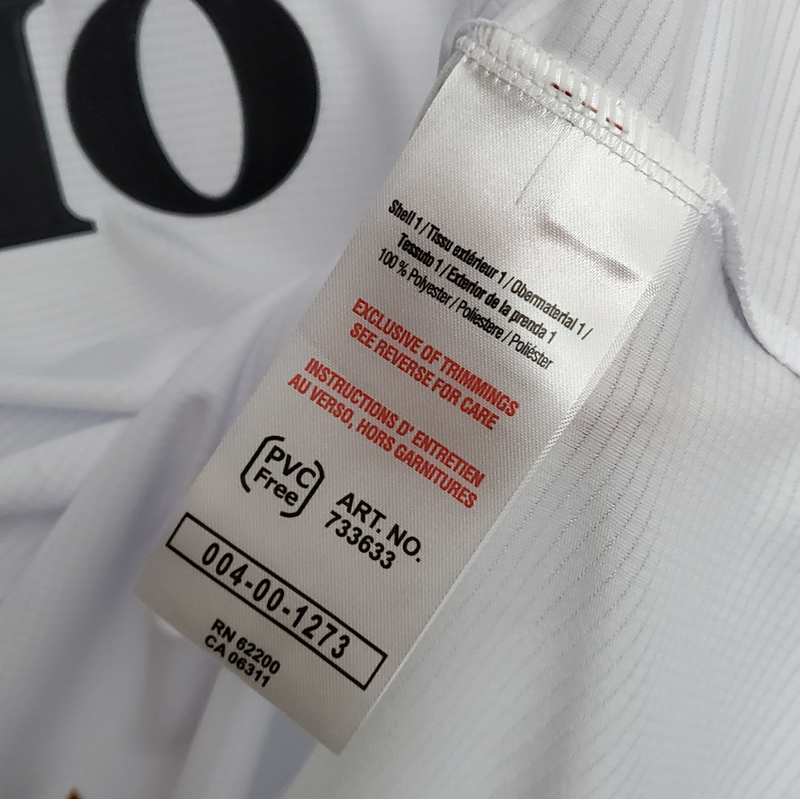 10
Shell 1 / Tissu extérieur 1 / Obermaterial 1 /
Tessuto 1 / Exterior de la prenda 1
100 % Polyester / Poliestere / Poliéster
EXCLUSIVE OF TRIMMINGS
SEE REVERSE FOR CARE
INSTRUCTIONS D' ENTRETIEN
AU VERSO, HORS GARNITURES
PVC
Free
ART. NO.
733633
004-00-1273
RN 62200
CA 06311